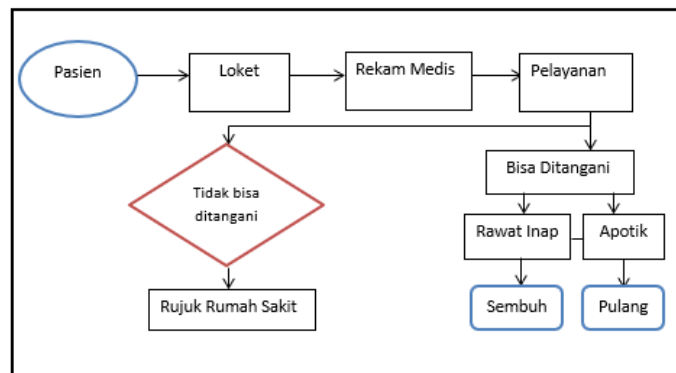 Pasien
Loket
Rekam Medis
Pelayanan
Tidak bisa
ditangani
Bisa Ditangani
Rawat Inap
Apotik
Rujuk Rumah Sakit
Sembuh
Pulang